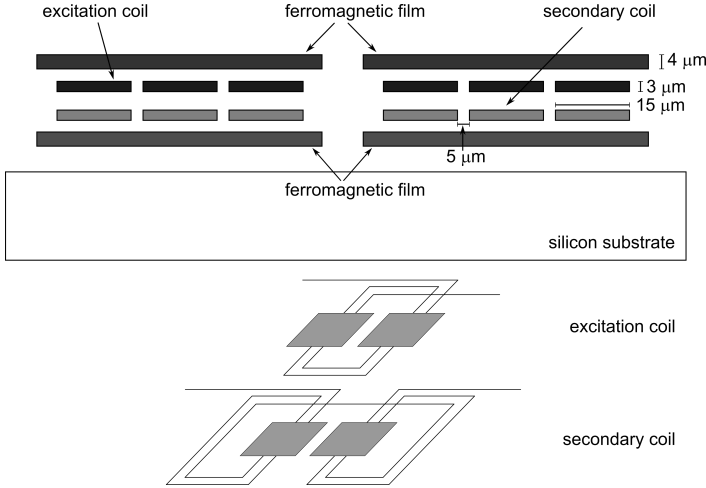 excitation coil
ferromagnetic film
secondary coil
4 μm
3 μm
15 μm
5 μm
ferromagnetic film
silicon substrate
excitation coil
secondary coil